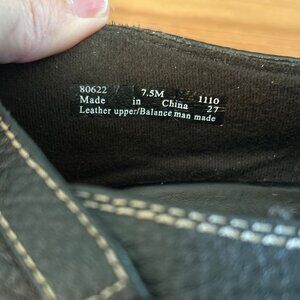 80622 7.5M 1110
Made in China 27
Leather upper/Balance man made